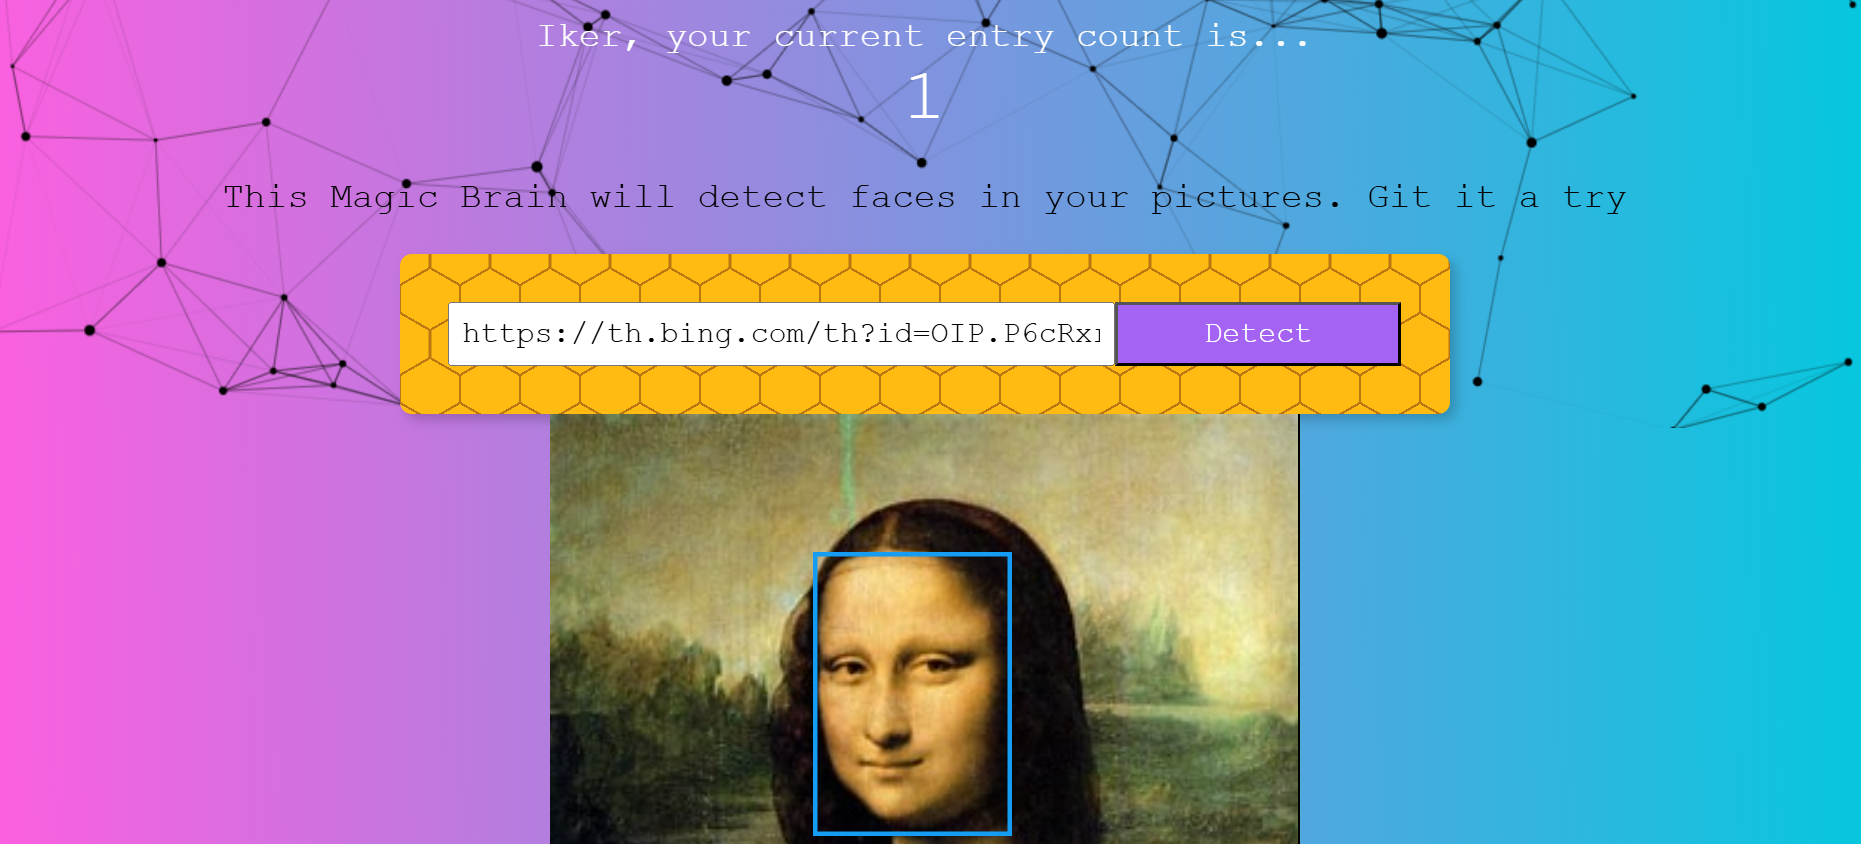 Iker, your current entry count is...
1
This Magic Brain will detect faces in your pictures. Git it a try
https://th.bing.com/th?id=OIP.P6cRx
Detect